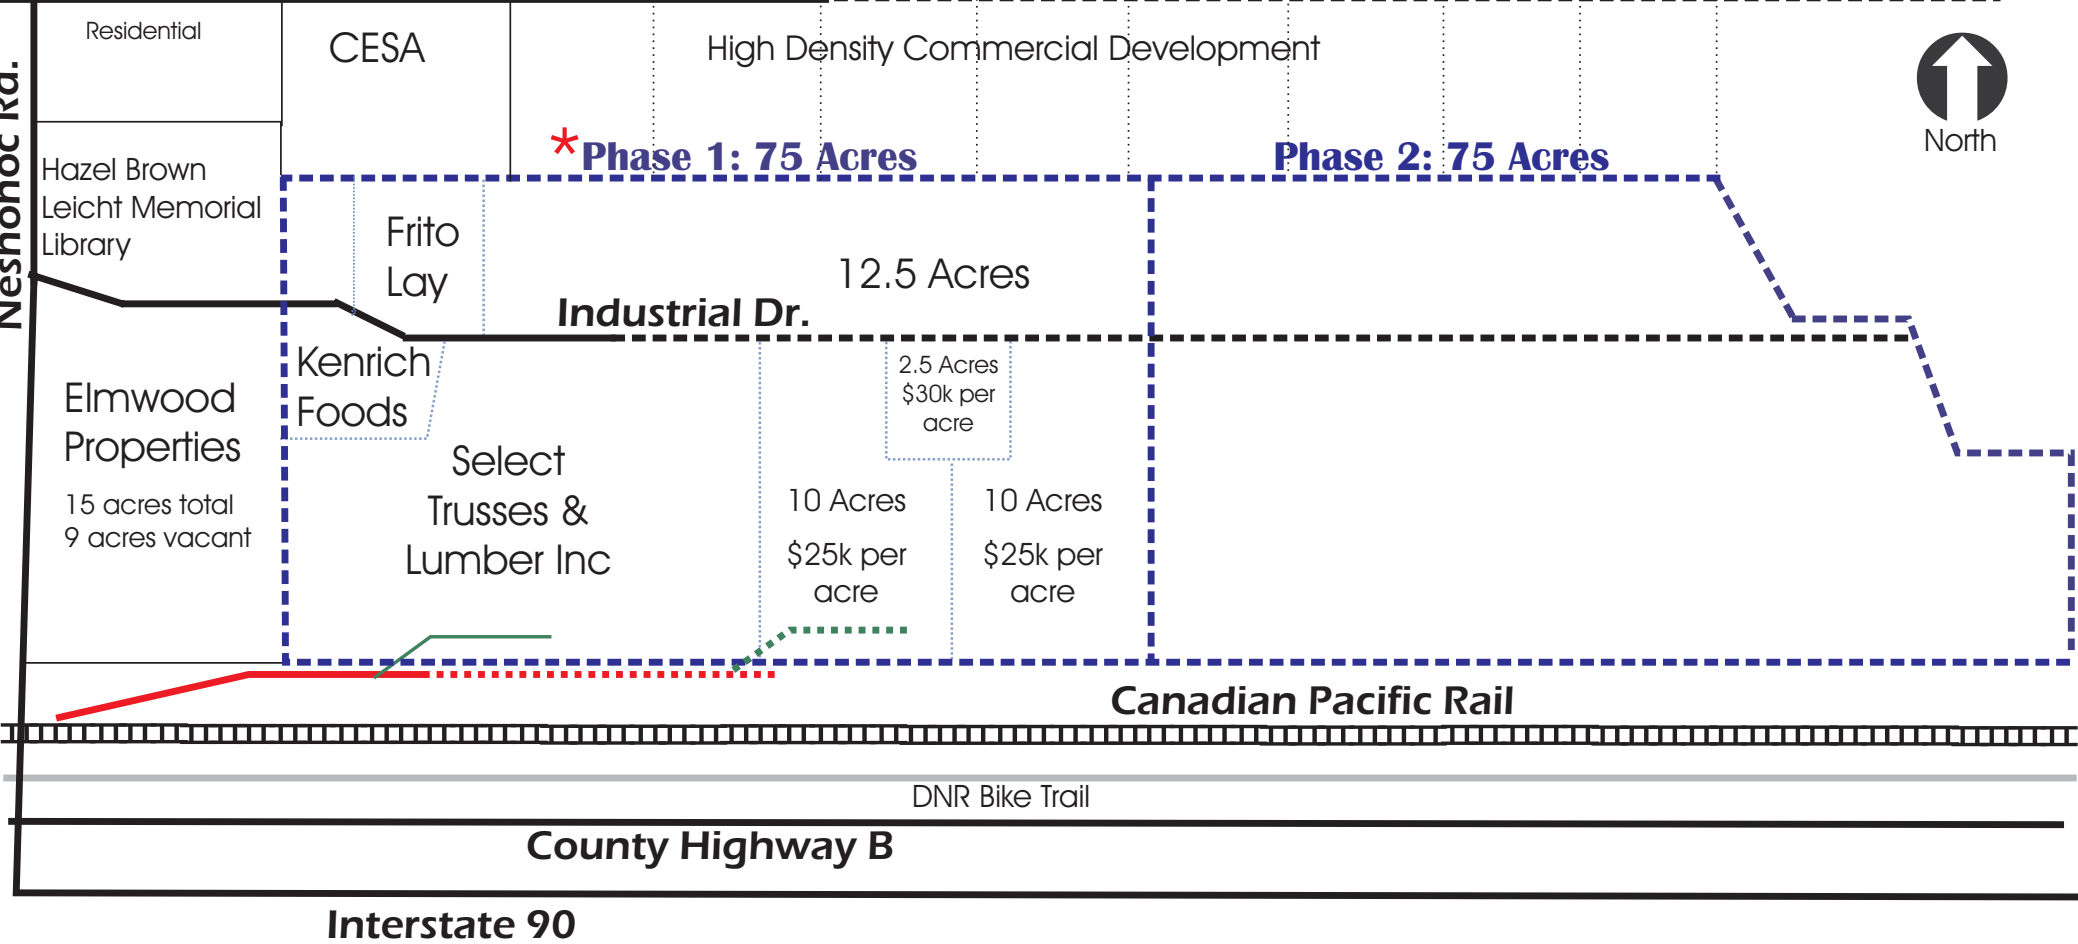 Residential
CESA
High Density Commercial Development
North
Neshonoc Rd.
*Phase 1: 75 Acres
Phase 2: 75 Acres
Hazel Brown
Leicht Memorial
Library
Frito
Lay
12.5 Acres
Industrial Dr.
Kenrich
Foods
2.5 Acres
$30k per
acre
Elmwood
Properties
15 acres total
9 acres vacant
Select
Trusses &
Lumber Inc
10 Acres
$25k per
acre
10 Acres
$25k per
acre
Canadian Pacific Rail
DNR Bike Trail
County Highway B
Interstate 90